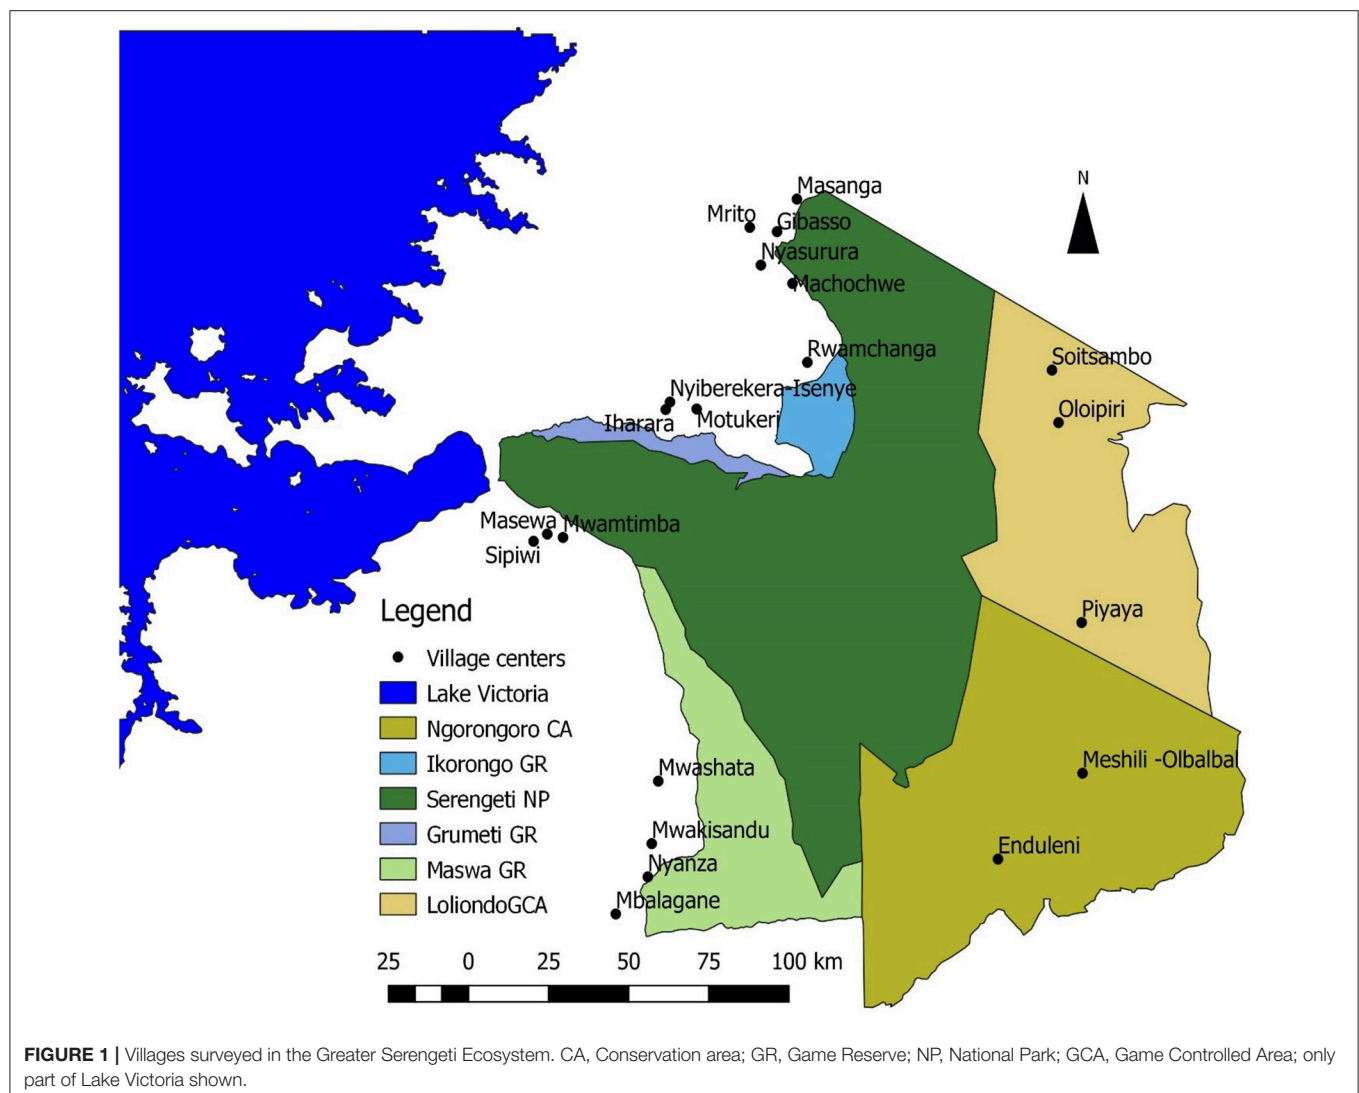 N
Masanga
Mrito
Gibasso
Nyasurura
Machochwe
Rwamchanga
Soitsambo
Nyiberekera-Isenye
Oloipiri
Iharara
Motukeri
Masewa
Mwamtimba
Sipiwi
Piyaya
Legend
Village centers
Lake Victoria
Ngorongoro CA
Ikorongo GR
Serengeti NP
Grumeti GR
Maswa GR
LoliondoGCA
Mwashata
Meshili -Olbalbal
Mwakisandu
Enduleni
Nyanza
Mbalagane
25 0 25 50 75 100 km
FIGURE 1 | Villages surveyed in the Greater Serengeti Ecosystem. CA, Conservation area; GR, Game Reserve; NP, National Park; GCA, Game Controlled Area; only
part of Lake Victoria shown.